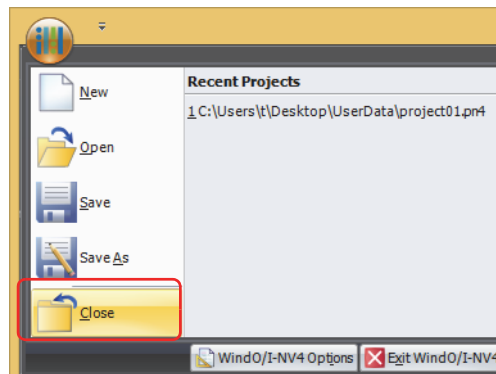 New
Open
Save
Save As
Close
Recent Projects
1 C:\Users\t\Desktop\UserData\project01.pn4
WindO/I-NV4 Options
Exit WindO/I-NV4